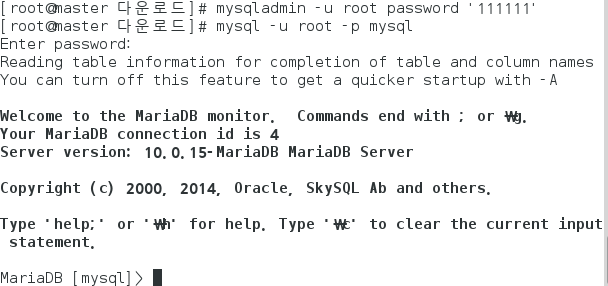 [root@master 다운로드]# mysqladmin -u root password '111111'
[root@master 다운로드]# mysql -u root -p mysql
Enter password:
Reading table information for completion of table and column names
You can turn off this feature to get a quicker startup with -A
Welcome to the MariaDB monitor.  Commands end with ; or ₩g.
Your MariaDB connection id is 4
Server version: 10.0.15-MariaDB MariaDB Server
Copyright (c) 2000, 2014, Oracle, SkySQL Ab and others.
Type 'help;' or '₩h' for help. Type '₩c' to clear the current input
statement.
MariaDB [mysql]>